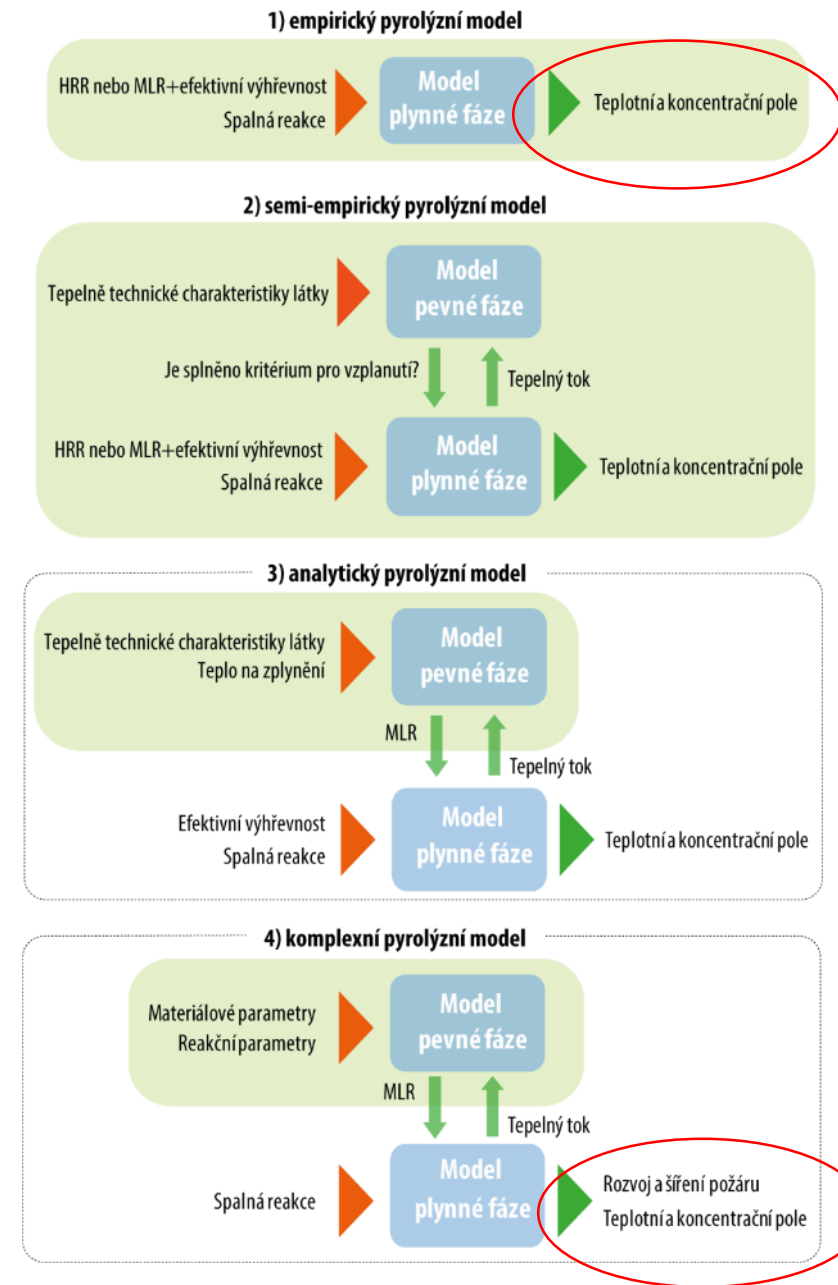 1) empirický pyrolýzní model
HRR nebo MLR+efektivní výhřevnost
Spalná reakce
Model
plynné fáze
Teplotní a koncentrační pole
2) semi-empirický pyrolýzní model
Tepelně technické charakteristiky látky
Model
pevné fáze
Je splněno kritérium pro vzplanutí?
Tepelný tok
HRR nebo MLR+efektivní výhřevnost
Spalná reakce
Model
plynné fáze
Teplotní a koncentrační pole
3) analytický pyrolýzní model
Tepelně technické charakteristiky látky
Teplo na zplynění
Model
pevné fáze
MLR
Tepelný tok
Efektivní výhřevnost
Spalná reakce
Model
plynné fáze
Teplotní a koncentrační pole
4) komplexní pyrolýzní model
Materiálové parametry
Reakční parametry
Model
pevné fáze
MLR
Tepelný tok
Spalná reakce
Model
plynné fáze
Rozvoj a šíření požáru
Teplotní a koncentrační pole